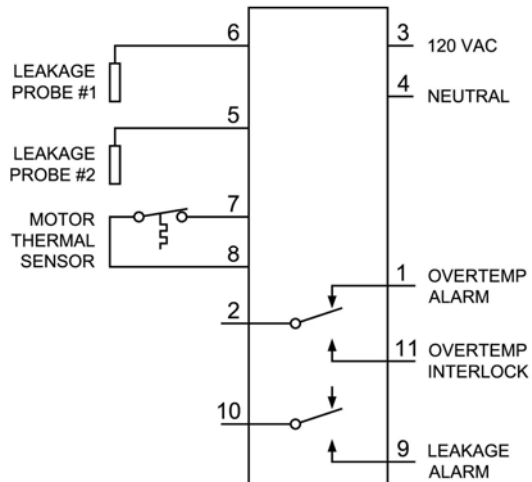 6
3
120 VAC
LEAKAGE
PROBE #1
4
NEUTRAL
5
LEAKAGE
PROBE #2
7
MOTOR
THERMAL
SENSOR
8
1
OVERTEMP
ALARM
2
11
OVERTEMP
INTERLOCK
10
9
LEAKAGE
ALARM